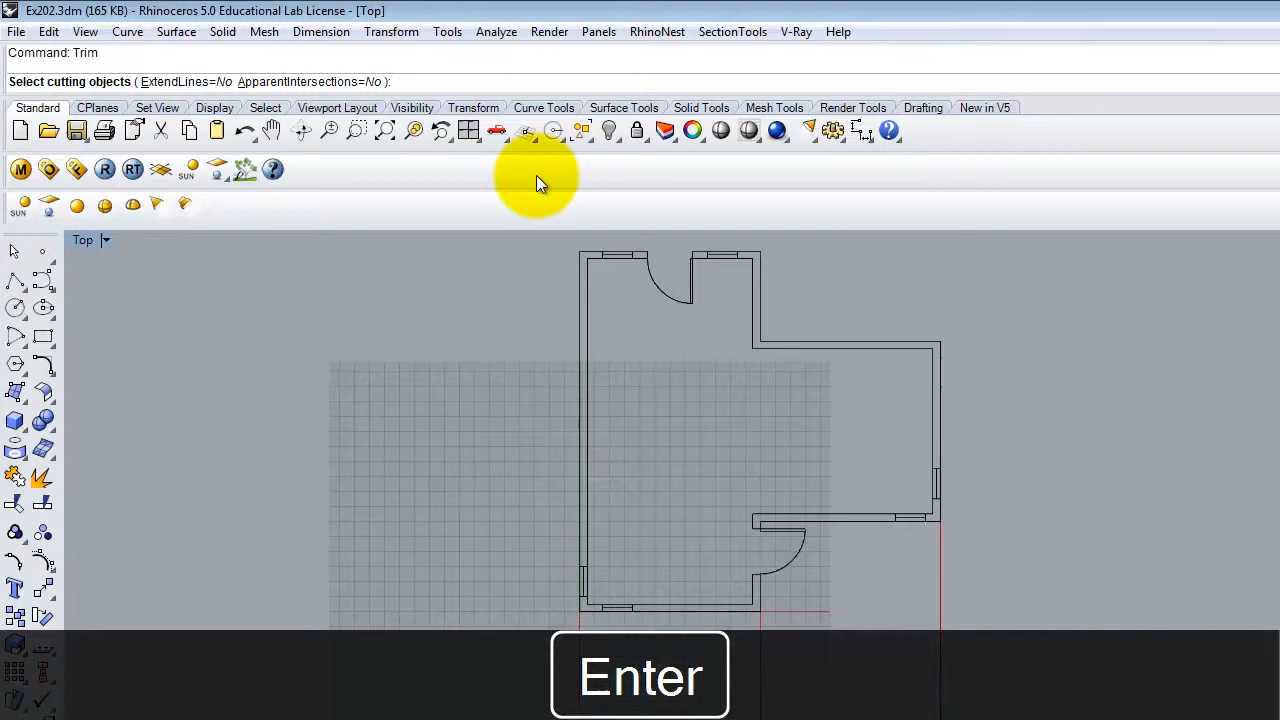 Ex202.3dm (165 KB) - Rhinoceros 5.0 Educational Lab License - [Top]
File Edit View Curve Surface Solid Mesh Dimension Transform Tools Analyze Render Panels RhinoNest SectionTools V-Ray Help
Command: Trim
Select cutting objects ( ExtendLines=No ApparentIntersections=No ):
Standard CPlanes Set View Display Select Viewport Layout Visibility Transform Curve Tools Surface Tools Solid Tools Mesh Tools Render Tools Drafting New in V5
M O F R RT SUN ?
SUN
Top
Enter